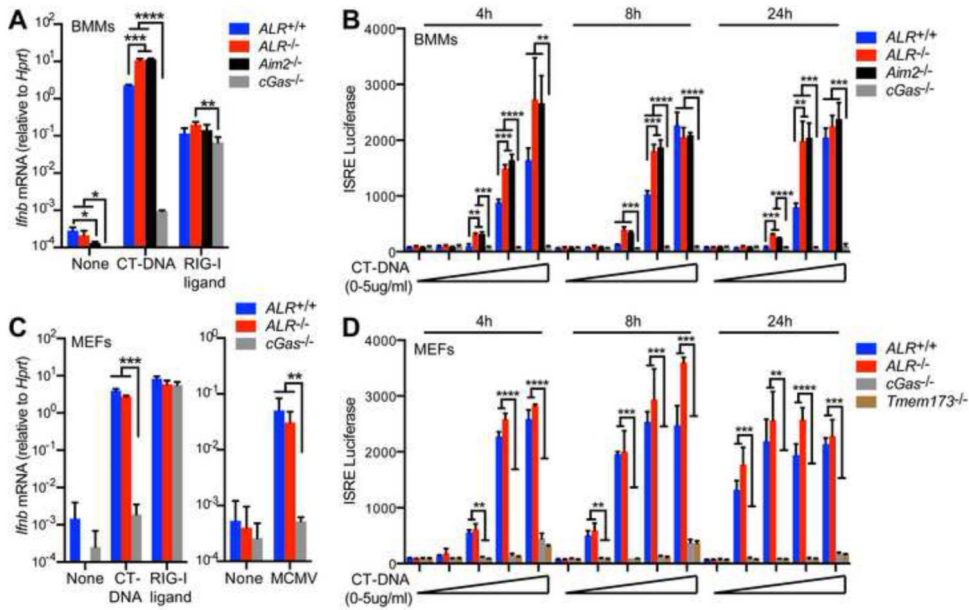 A
BMMs
ALR+/+
ALR-/-
Aim2-/-
cGas-/-
Ifnb mRNA (relative to Hprt)
10²
10¹
10⁰
10⁻¹
10⁻²
10⁻³
10⁻⁴
* *
*** ****
**
None CT-DNA RIG-I
ligand
B
4h 8h 24h
BMMs
ALR+/+
ALR-/-
Aim2-/-
cGas-/-
ISRE Luciferase
4000
3000
2000
1000
0
** *** *** **** **
*** *** **** ****
*** **** ** *** ***
CT-DNA
(0-5ug/ml)
C
MEFs
ALR+/+
ALR-/-
cGas-/-
Ifnb mRNA (relative to Hprt)
10²
10¹
10⁰
10⁻¹
10⁻²
10⁻³
10⁻⁴
***
None CT-
DNA RIG-I
ligand
10⁰
10⁻¹
10⁻²
10⁻³
10⁻⁴
**
None MCMV
D
4h 8h 24h
MEFs
ALR+/+
ALR-/-
cGas-/-
Tmem173-/-
ISRE Luciferase
4000
3000
2000
1000
0
** **** ****
** *** *** ***
*** ** **** ***
CT-DNA
(0-5ug/ml)